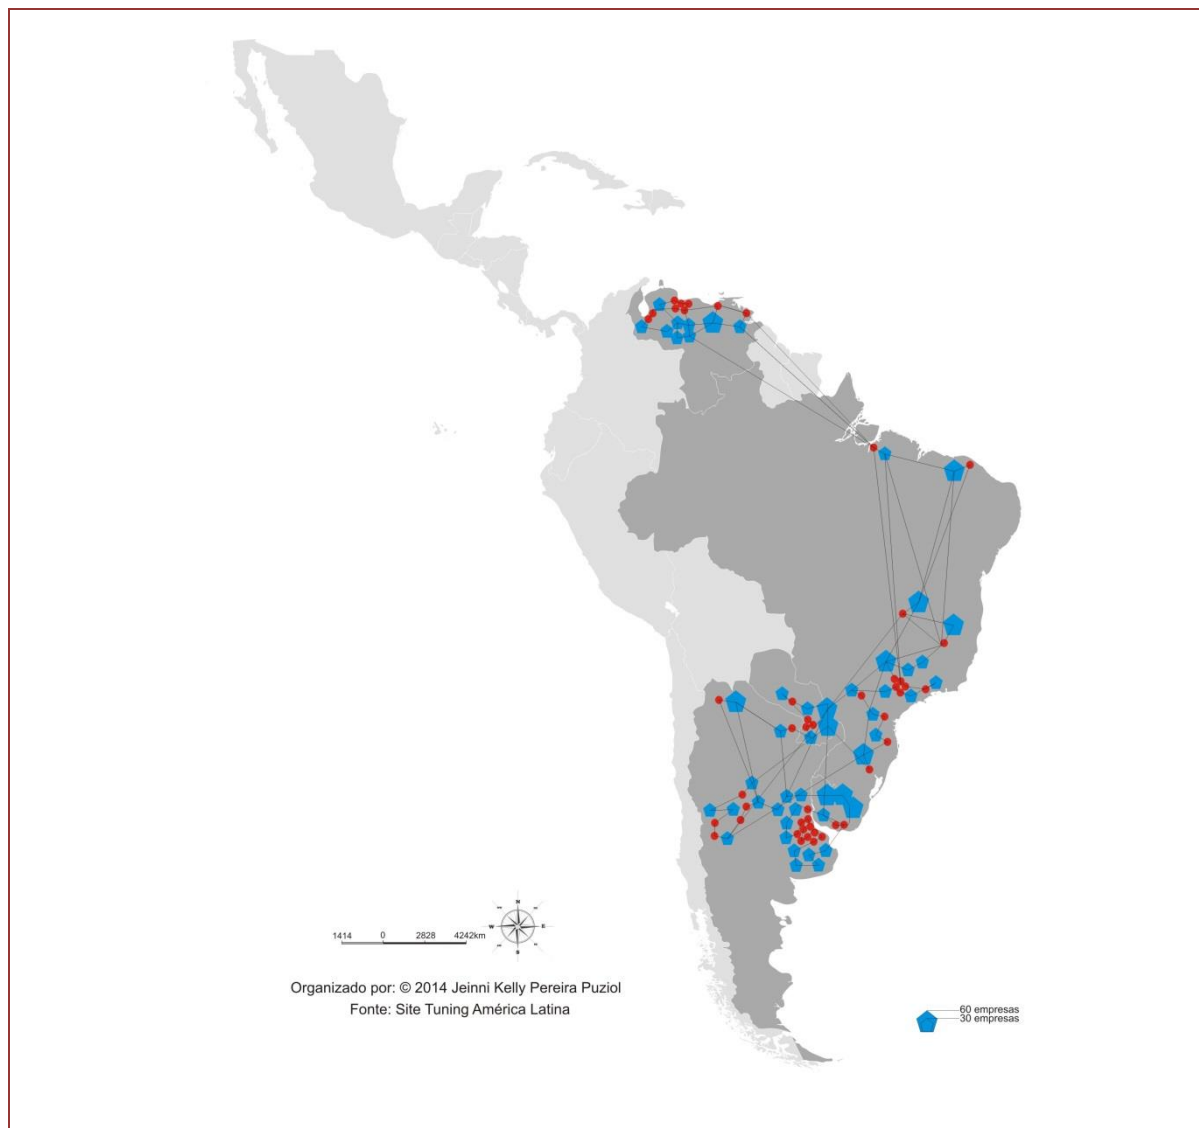 N
W E
S
1414 0 2828 4242km
Organizado por: © 2014 Jeinni Kelly Pereira Puziol
Fonte: Site Tuning América Latina
60 empresas
30 empresas